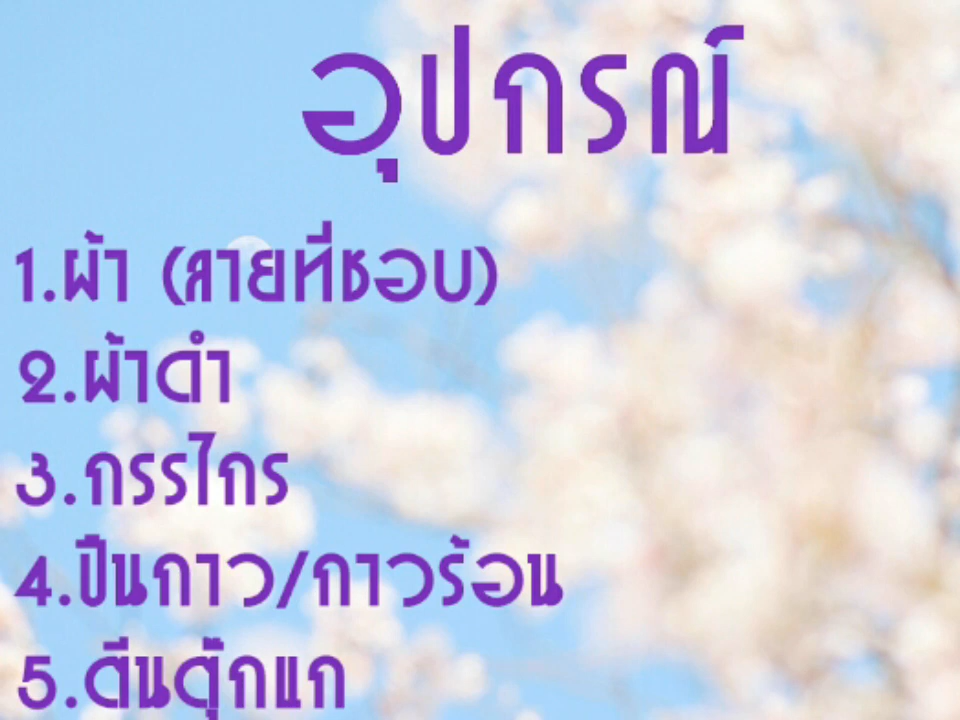 อุปกรณ์
1.ผ้า (ลายที่ชอบ)
2.ผ้าดำ
3.กรรไกร
4.ปืนกาว/กาวร้อน
5.ตีนตุ๊กแก